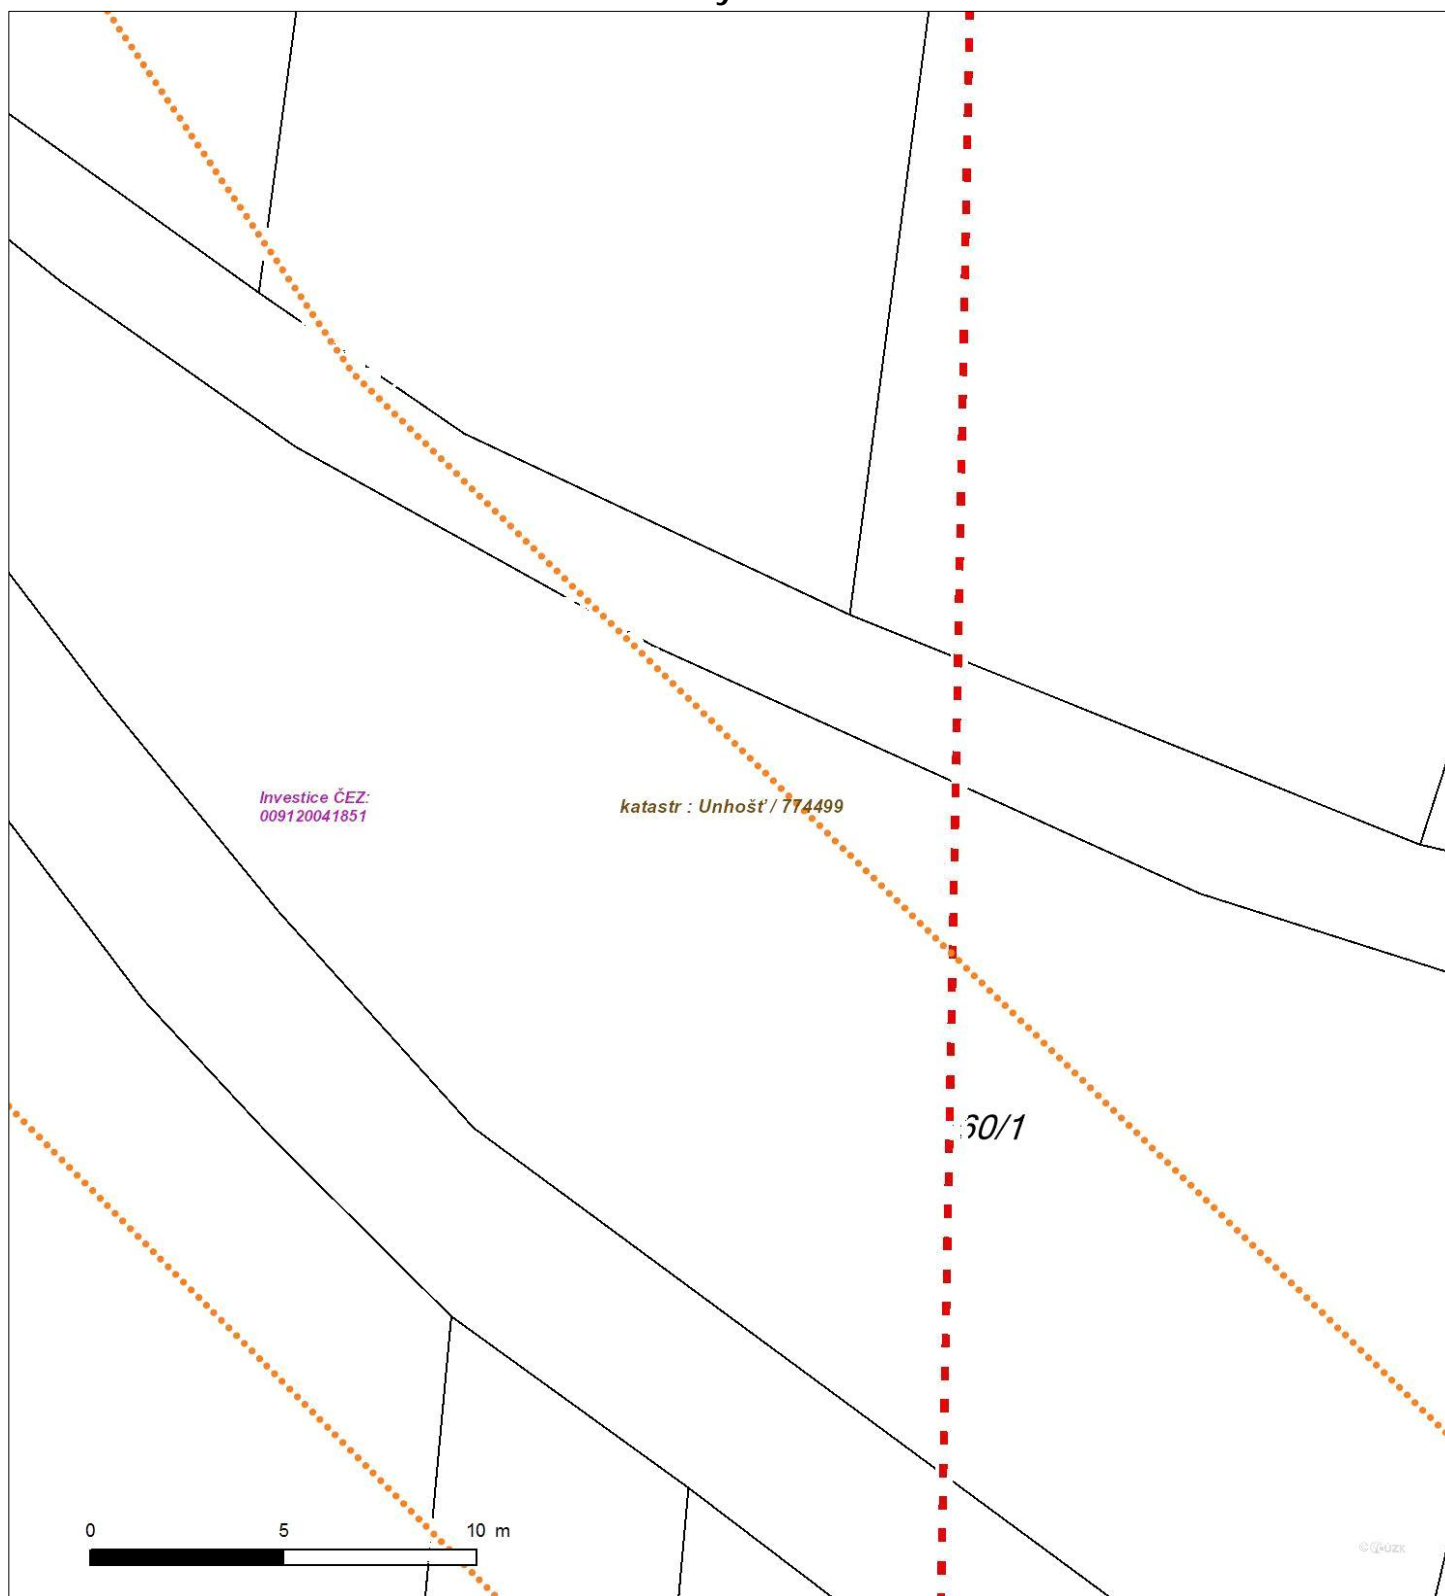 Investice ČEZ:
009120041851
katastr : Unhošť / 774499
60/1
0 5 10 m